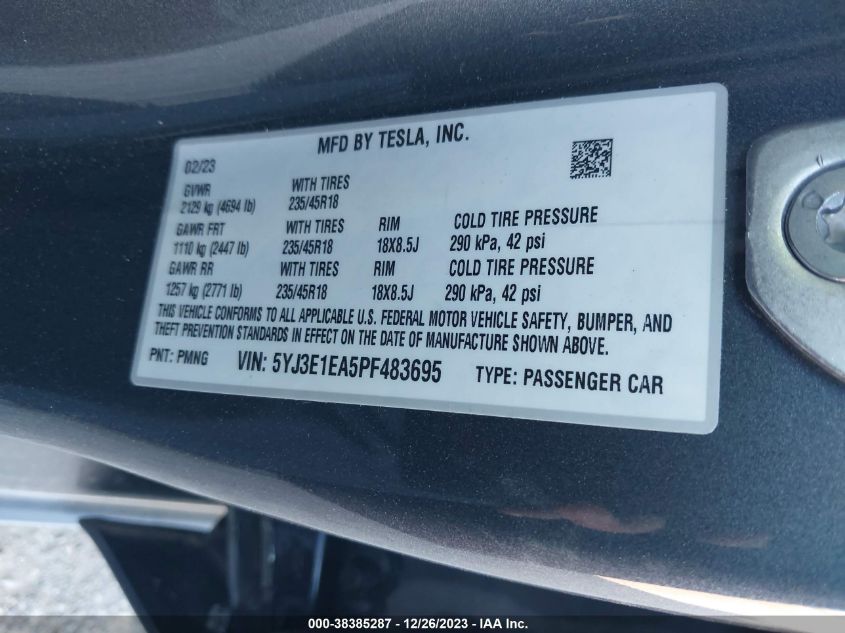 MFD BY TESLA, INC.
02/23
GVWR WITH TIRES
2129 kg (4694 lb) 235/45R18
GAWR FRT WITH TIRES RIM COLD TIRE PRESSURE
1110 kg (2447 lb) 235/45R18 18X8.5J 290 kPa, 42 psi
GAWR RR WITH TIRES RIM COLD TIRE PRESSURE
1257 kg (2771 lb) 235/45R18 18X8.5J 290 kPa, 42 psi
THIS VEHICLE CONFORMS TO ALL APPLICABLE U.S. FEDERAL MOTOR VEHICLE SAFETY, BUMPER, AND
THEFT PREVENTION STANDARDS IN EFFECT ON THE DATE OF MANUFACTURE SHOWN ABOVE.
PNT: PMNG VIN: 5YJ3E1EA5PF483695 TYPE: PASSENGER CAR
000-38385287 - 12/26/2023 - IAA Inc.